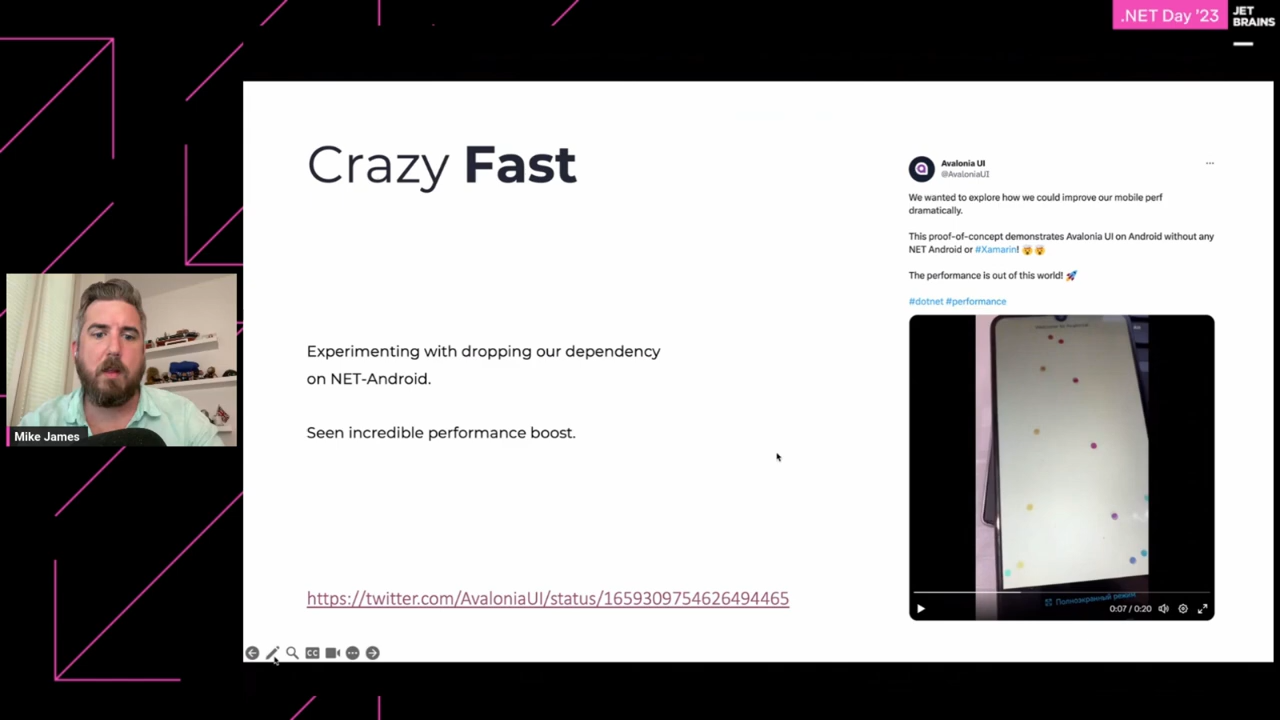 .NET Day '23
JET
BRAINS
Crazy Fast
Avalonia UI
@AvaloniaUI
We wanted to explore how we could improve our mobile perf
dramatically.
This proof-of-concept demonstrates Avalonia UI on Android without any
NET Android or #Xamarin! 🤯🤯
The performance is out of this world! 🚀
#dotnet #performance
Experimenting with dropping our dependency
on NET-Android.
Seen incredible performance boost.
Mike James
https://twitter.com/AvaloniaUI/status/1659309754626494465
Полноэкранный режим
0:07 / 0:20
CC